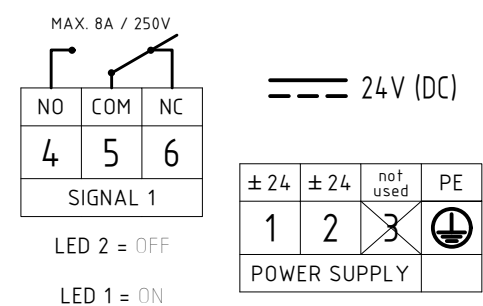 MAX. 8A / 250V
NO COM NC
4 5 6
SIGNAL 1
LED 2 = OFF
LED 1 = ON
24V (DC)
± 24 ± 24 not used PE
1 2 3
POWER SUPPLY